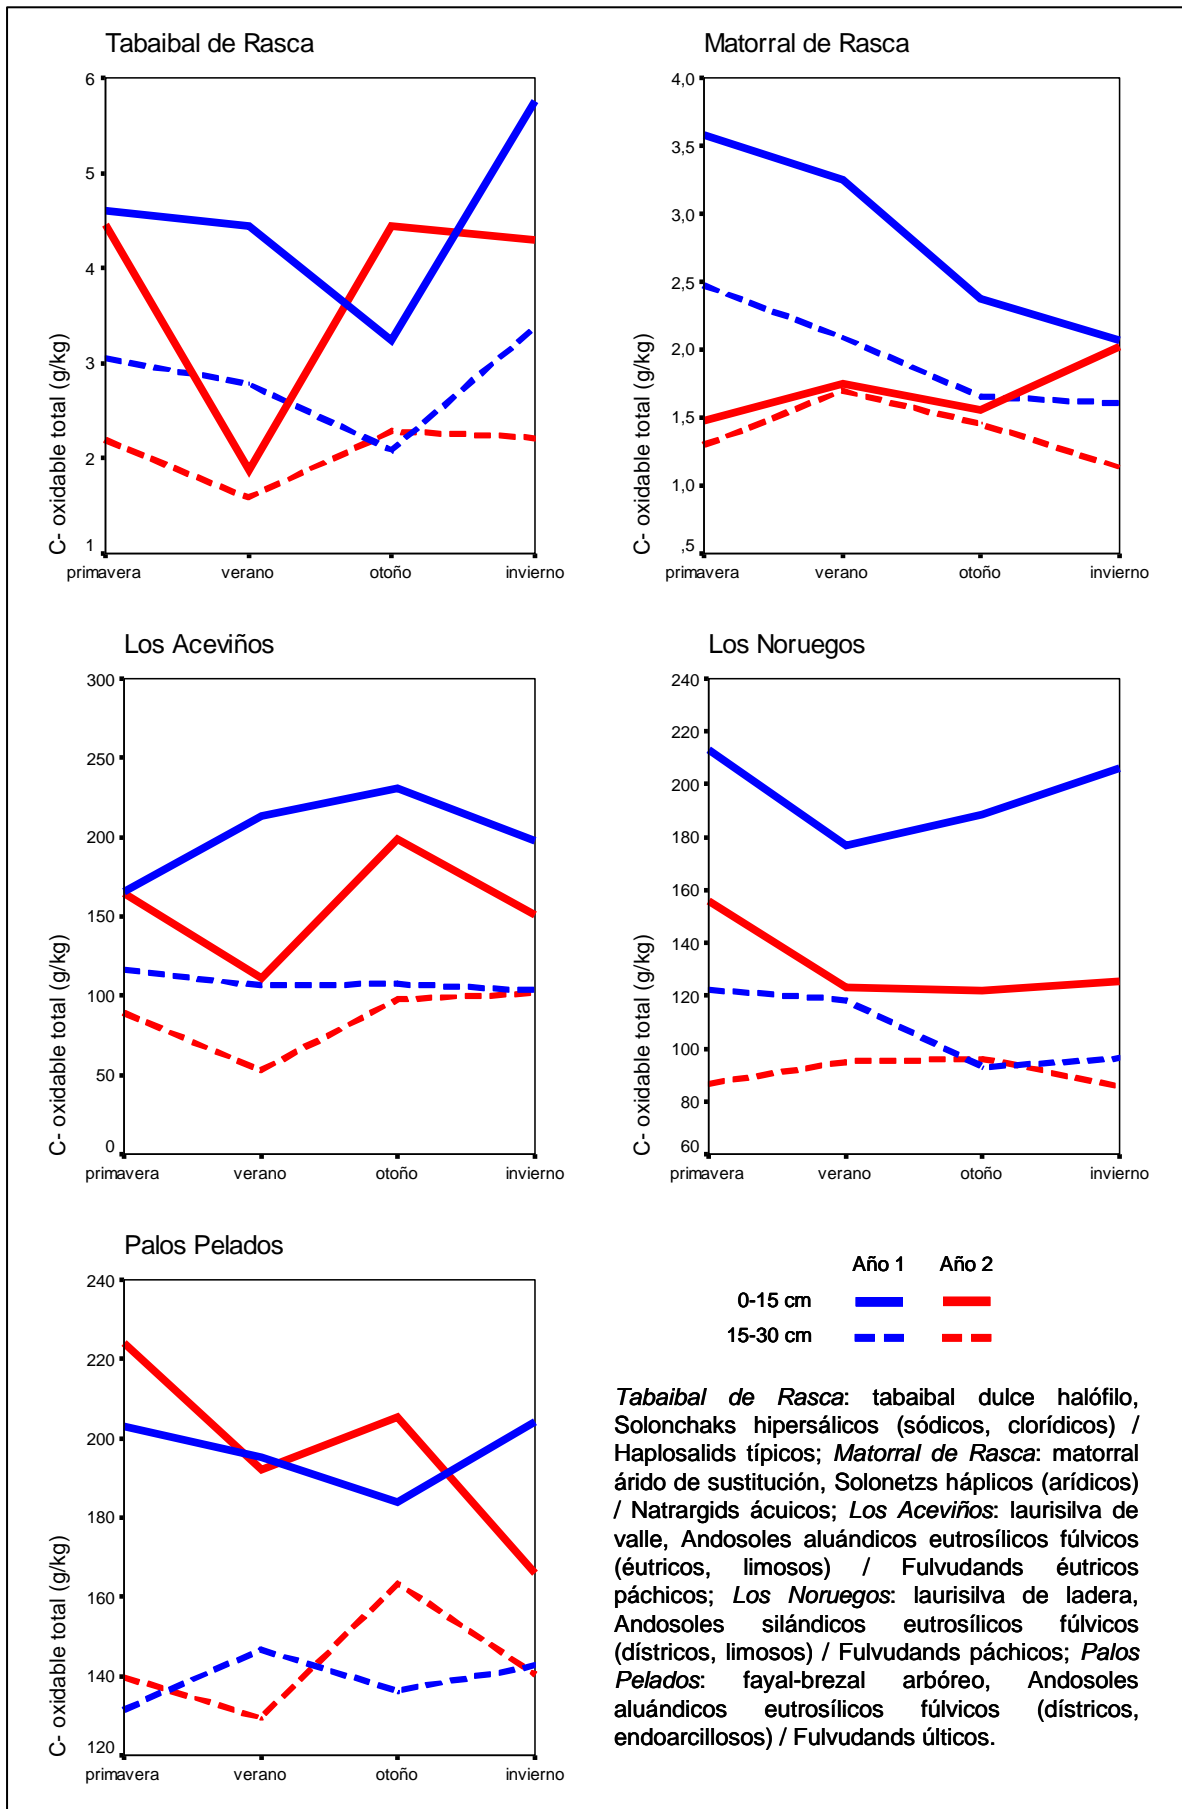 Tabaibal de Rasca
C- oxidable total (g/kg)
6
5
4
3
2
1
primavera verano otoño invierno
Matorral de Rasca
C- oxidable total (g/kg)
4,0
3,5
3,0
2,5
2,0
1,5
1,0
,5
primavera verano otoño invierno
Los Aceviños
C- oxidable total (g/kg)
300
250
200
150
100
50
0
primavera verano otoño invierno
Los Noruegos
C- oxidable total (g/kg)
240
220
200
180
160
140
120
100
80
60
primavera verano otoño invierno
Palos Pelados
C- oxidable total (g/kg)
240
220
200
180
160
140
120
primavera verano otoño invierno
Año 1 Año 2
0-15 cm
15-30 cm
Tabaibal de Rasca: tabaibal dulce halófilo,
Solonchaks hipersálicos (sódicos, clorídicos) /
Haplosalids típicos; Matorral de Rasca: matorral
árido de sustitución, Solonetzs háplicos (arídicos)
/ Natrargids ácuicos; Los Aceviños: laurisilva de
valle, Andosoles aluándicos eutrosílicos fúlvicos
(éutricos, limosos) / Fulvudands éutricos
páchicos; Los Noruegos: laurisilva de ladera,
Andosoles silándicos eutrosílicos fúlvicos
(dístricos, limosos) / Fulvudands páchicos; Palos
Pelados: fayal-brezal arbóreo, Andosoles
aluándicos eutrosílicos fúlvicos (dístricos,
endoarcillosos) / Fulvudands últicos.